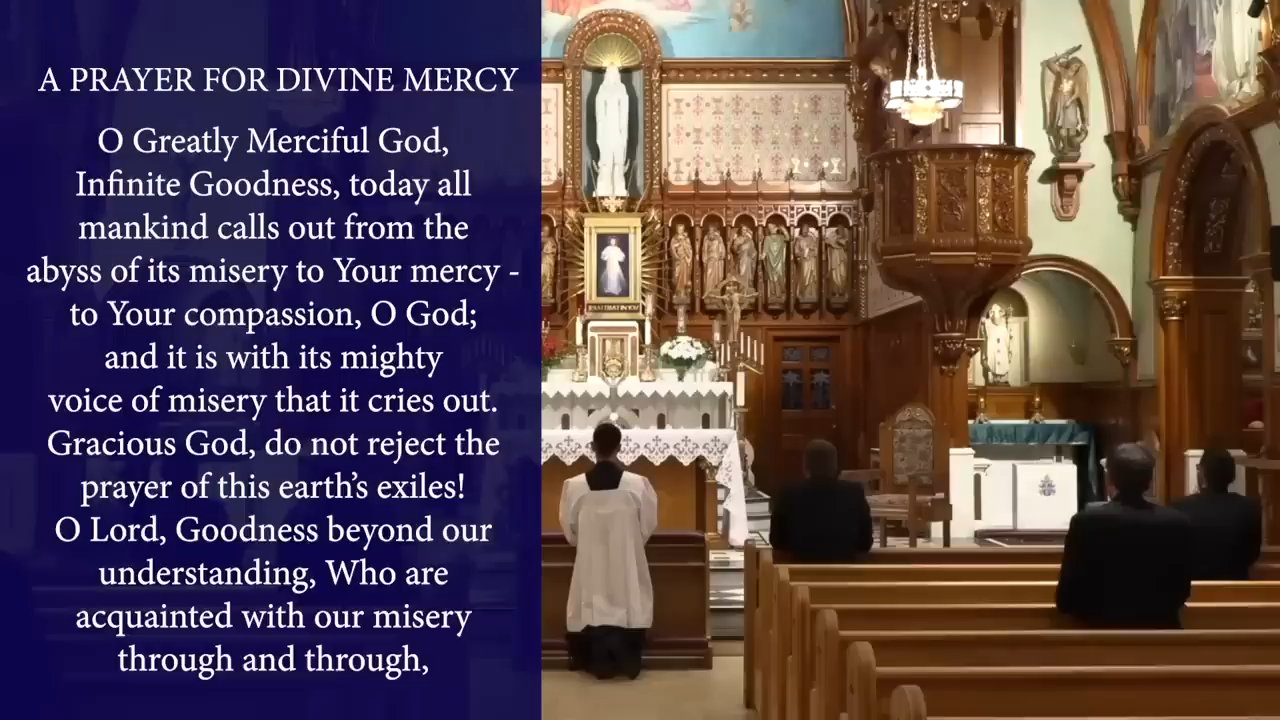 A PRAYER FOR DIVINE MERCY
O Greatly Merciful God,
Infinite Goodness, today all
mankind calls out from the
abyss of its misery to Your mercy -
to Your compassion, O God;
and it is with its mighty
voice of misery that it cries out.
Gracious God, do not reject the
prayer of this earth's exiles!
O Lord, Goodness beyond our
understanding, Who are
acquainted with our misery
through and through,